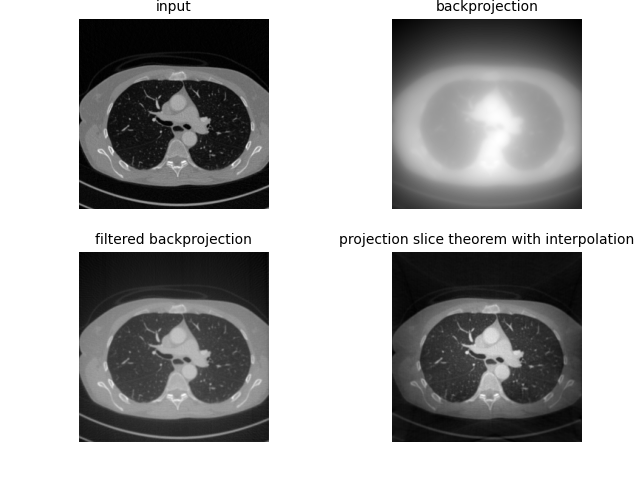 input
backprojection
filtered backprojection
projection slice theorem with interpolation